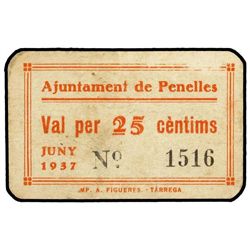 Ajuntament de Penelles
Val per 25 cèntims
JUNY
1937 Nº 1516
IMP. A. FIGUERES. - TÀRREGA